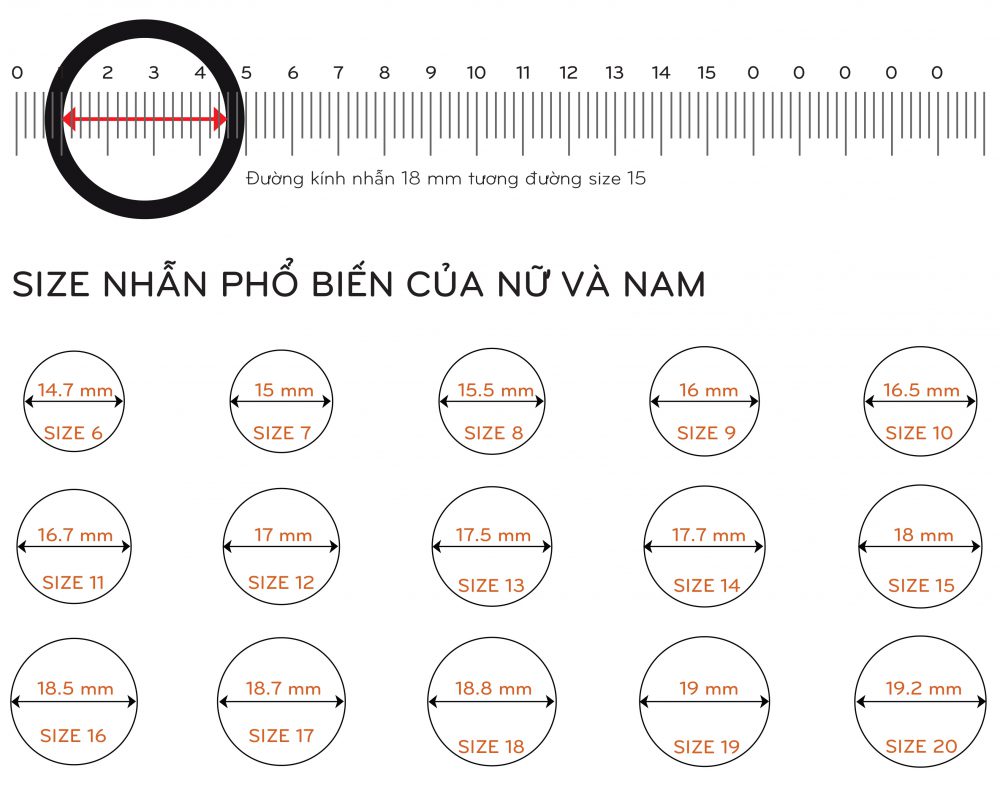 0 1 2 3 4 5 6 7 8 9 10 11 12 13 14 15 0 0 0 0 0
Đường kính nhẫn 18 mm tương đường size 15
SIZE NHẪN PHỔ BIẾN CỦA NỮ VÀ NAM
14.7 mm 15 mm 15.5 mm 16 mm 16.5 mm
SIZE 6 SIZE 7 SIZE 8 SIZE 9 SIZE 10
16.7 mm 17 mm 17.5 mm 17.7 mm 18 mm
SIZE 11 SIZE 12 SIZE 13 SIZE 14 SIZE 15
18.5 mm 18.7 mm 18.8 mm 19 mm 19.2 mm
SIZE 16 SIZE 17 SIZE 18 SIZE 19 SIZE 20